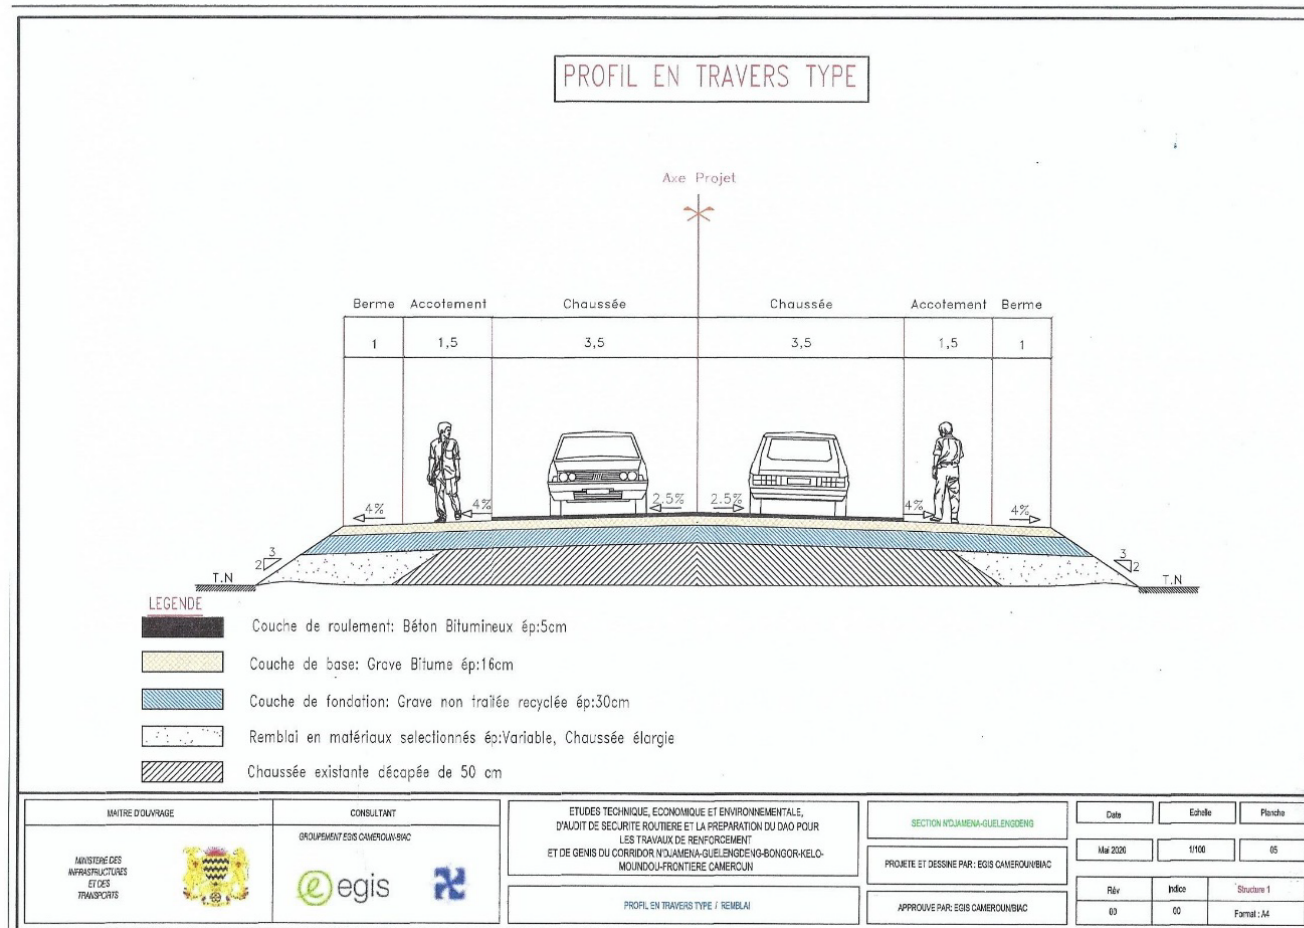 PROFIL EN TRAVERS TYPE
Axe Projet
Berme Accotement Chaussée Chaussée Accotement Berme
1 1,5 3,5 3,5 1,5 1
4% 4% 2.5% 2.5% 4% 4%
3 3
2 2
T.N T.N
LEGENDE
Couche de roulement: Béton Bitumineux ép:5cm
Couche de base: Grave Bitume ép:16cm
Couche de fondation: Grave non traitée recyclée ép:30cm
Remblai en matériaux selectionnés ép:Variable, Chaussée élargie
Chaussée existante décapée de 50 cm
MAITRE D'OUVRAGE
MINISTERE DES
INFRASTRUCTURES
ET DES
TRANSPORTS
CONSULTANT
GROUPEMENT EGIS CAMEROUN-BIAC
egis
ETUDES TECHNIQUE, ECONOMIQUE ET ENVIRONNEMENTALE,
D'AUDIT DE SECURITE ROUTIERE ET LA PREPARATION DU DAO POUR
LES TRAVAUX DE RENFORCEMENT
ET DE GENIS DU CORRIDOR N'DJAMENA-GUELENGDENG-BONGOR-KELO-
MOUNDOU-FRONTIERE CAMEROUN
PROFIL EN TRAVERS TYPE / REMBLAI
SECTION N'DJAMENA-GUELENGDENG
PROJETE ET DESSINE PAR : EGIS CAMEROUN/BIAC
APPROUVE PAR: EGIS CAMEROUN/BIAC
Date Echelle Planche
Mai 2020 1/100 05
Rév Indice Structure 1
00 00 Format : A4